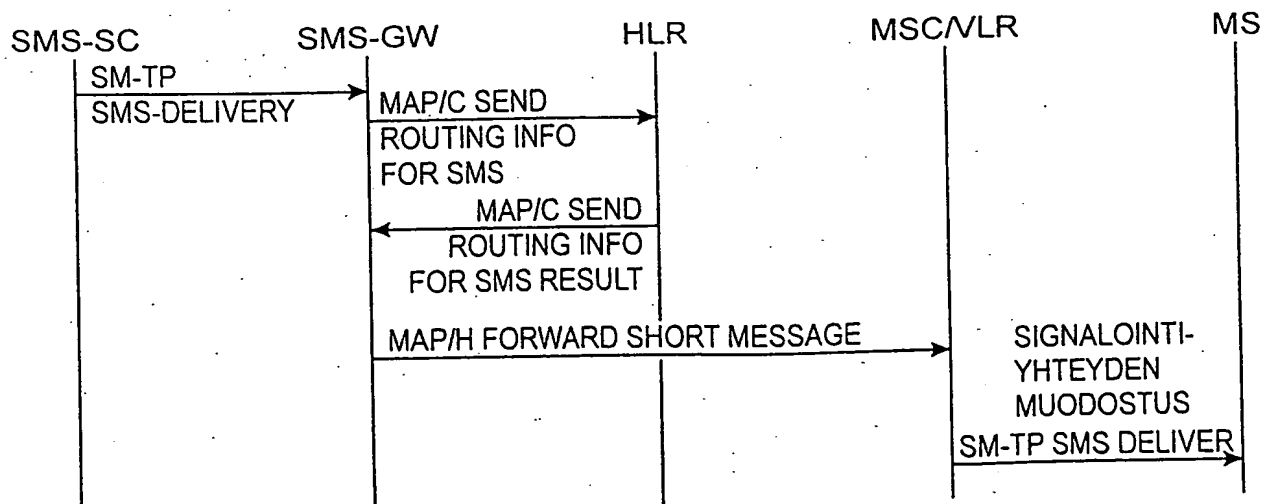 SMS-SC
SMS-GW
HLR
MSC/VLR
MS
SM-TP
SMS-DELIVERY
MAP/C SEND
ROUTING INFO
FOR SMS
MAP/C SEND
ROUTING INFO
FOR SMS RESULT
MAP/H FORWARD SHORT MESSAGE
SIGNALOINTI-
YHTEYDEN
MUODOSTUS
SM-TP SMS DELIVER